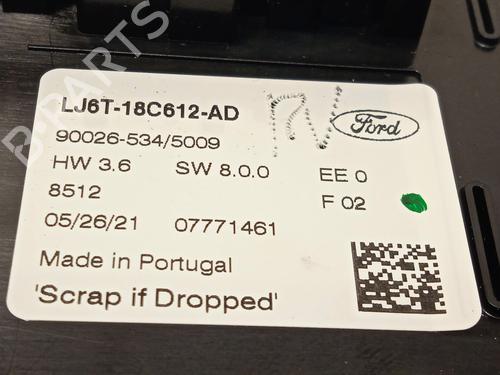 LJ6T-18C612-AD
Ford
90026-534/5009
HW 3.6 SW 8.0.0 EE 0
8512 F 02
05/26/21 07771461
Made in Portugal
'Scrap if Dropped'
B-PARTS